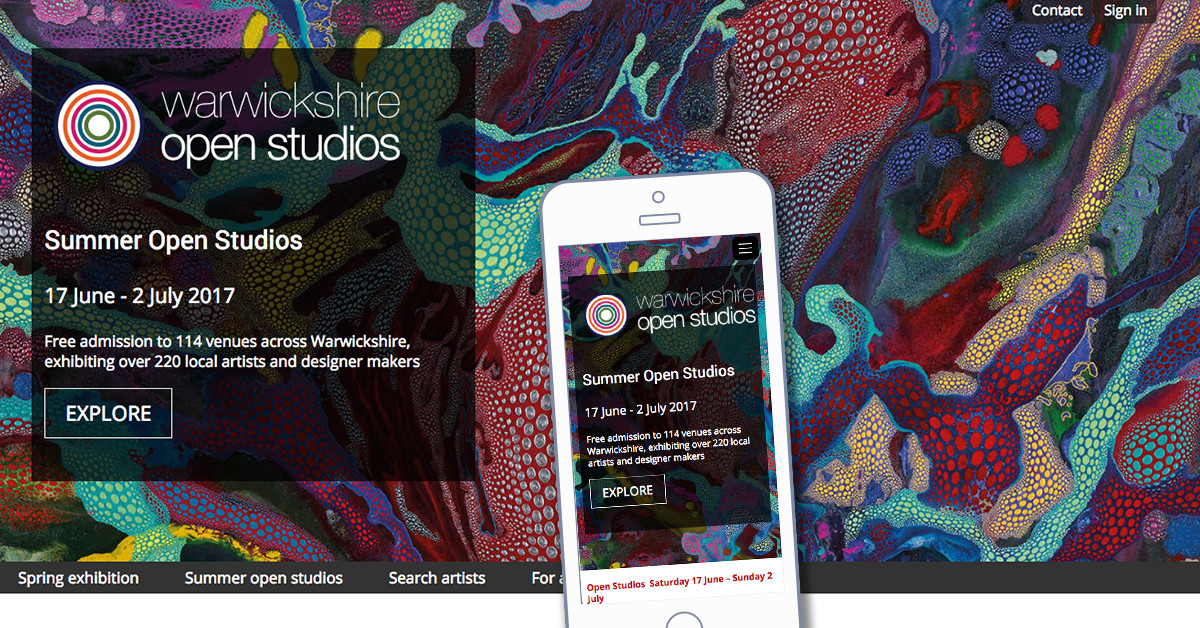 Contact Sign in
warwickshire
open studios
Summer Open Studios
17 June - 2 July 2017
Free admission to 114 venues across Warwickshire,
exhibiting over 220 local artists and designer makers
EXPLORE
Spring exhibition Summer open studios Search artists For
warwickshire
open studios
Summer Open Studios
17 June - 2 July 2017
Free admission to 114 venues across
Warwickshire, exhibiting over 220 local
artists and designer makers
EXPLORE
Open Studios Saturday 17 June – Sunday 2
July